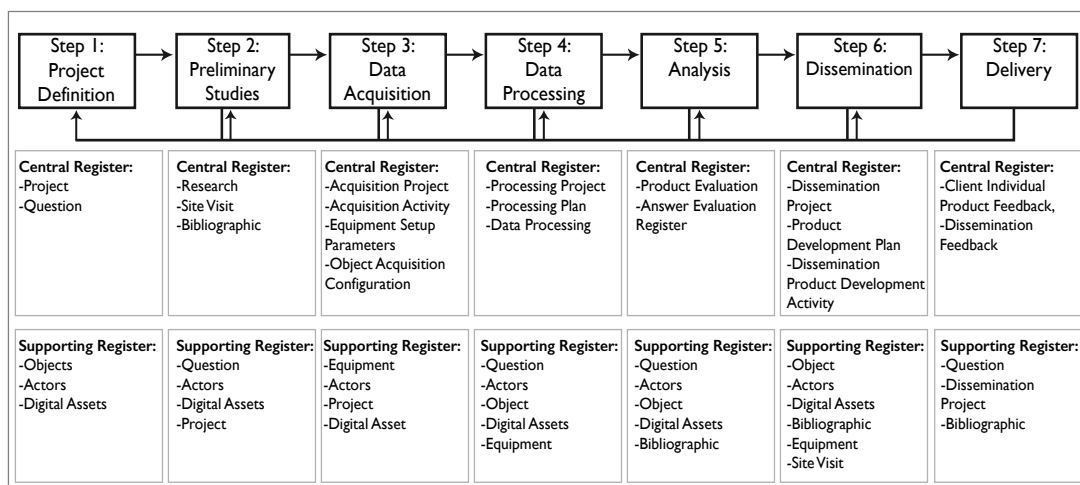 Step 1:
Project
Definition
Step 2:
Preliminary
Studies
Step 3:
Data
Acquisition
Step 4:
Data
Processing
Step 5:
Analysis
Step 6:
Dissemination
Step 7:
Delivery
Central Register:
-Project
-Question
Central Register:
-Research
-Site Visit
-Bibliographic
Central Register:
-Acquisition Project
-Acquisition Activity
-Equipment Setup
Parameters
-Object Acquisition
Configuration
Central Register:
-Processing Project
-Processing Plan
-Data Processing
Central Register:
-Product Evaluation
-Answer Evaluation
Register
Central Register:
-Dissemination
Project
-Product
Development Plan
-Dissemination
Product Development
Activity
Central Register:
-Client Individual
Product Feedback,
-Dissemination
Feedback
Supporting Register:
-Objects
-Actors
-Digital Assets
Supporting Register:
-Question
-Actors
-Digital Assets
-Project
Supporting Register:
-Equipment
-Actors
-Project
-Digital Asset
Supporting Register:
-Question
-Actors
-Object
-Digital Assets
-Equipment
Supporting Register:
-Question
-Actors
-Object
-Digital Assets
-Bibliographic
Supporting Register:
-Object
-Actors
-Digital Assets
-Bibliographic
-Equipment
-Site Visit
Supporting Register:
-Question
-Dissemination
Project
-Bibliographic